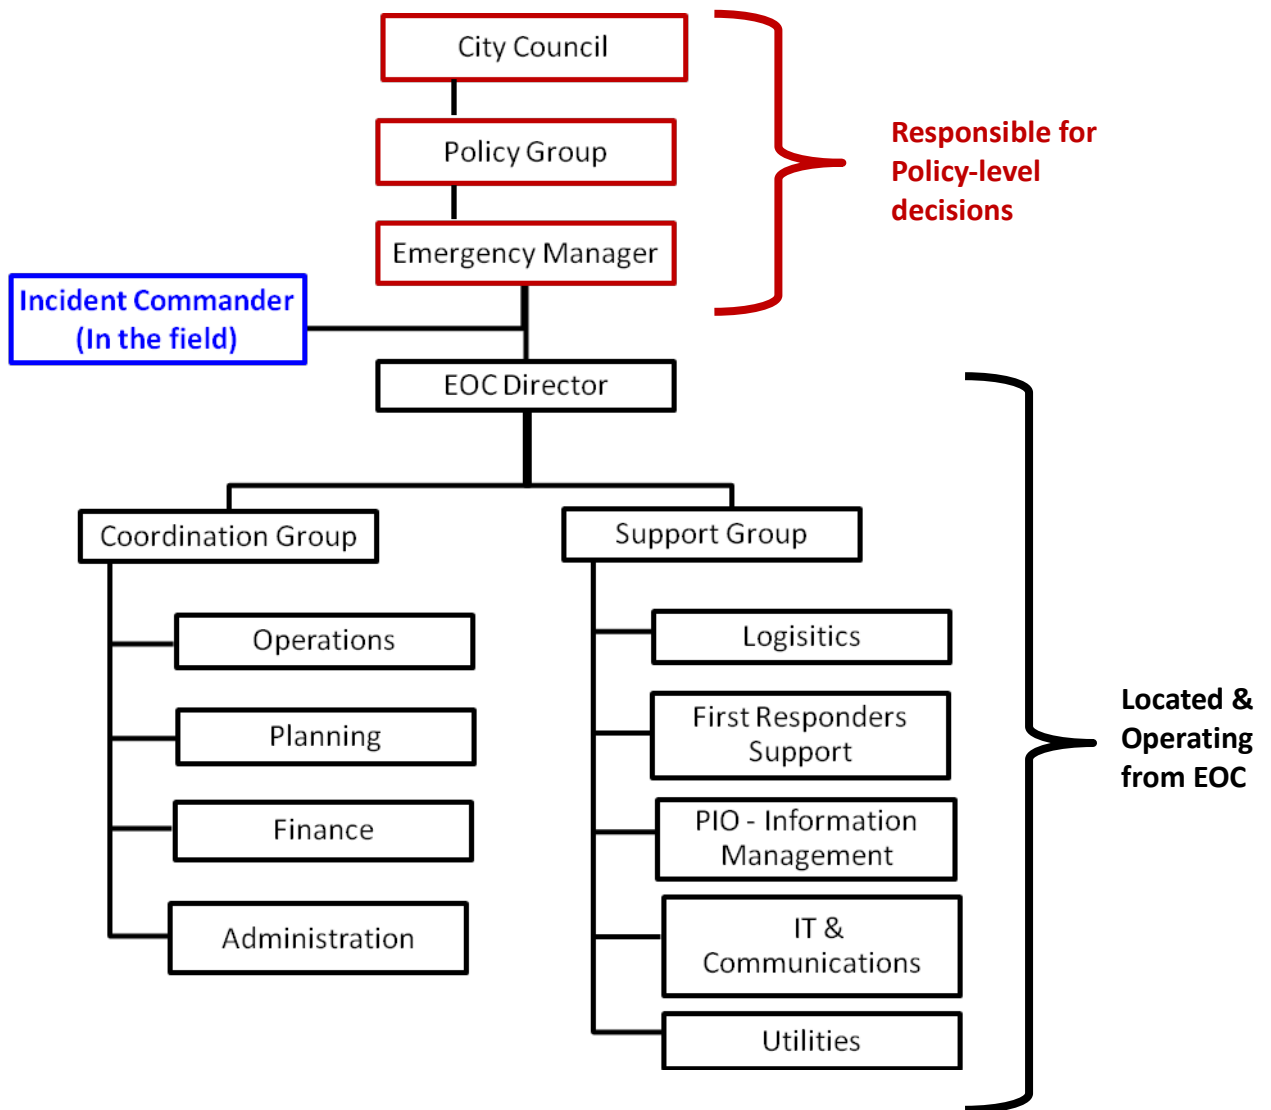 City Council
Policy Group
Emergency Manager
Responsible for
Policy-level
decisions
Incident Commander
(In the field)
EOC Director
Coordination Group
Support Group
Operations
Planning
Finance
Administration
Logisitics
First Responders
Support
PIO - Information
Management
IT &
Communications
Utilities
Located &
Operating
from EOC